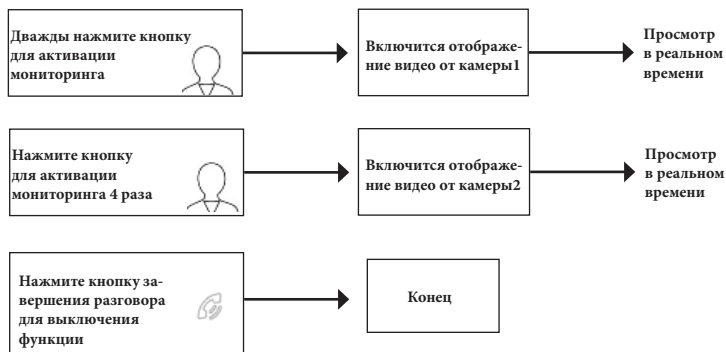 Дважды нажмите кнопку
для активации
мониторинга
Включится отображе-
ние видео от камеры1
Просмотр
в реальном
времени
Нажмите кнопку
для активации
мониторинга 4 раза
Включится отображе-
ние видео от камеры2
Просмотр
в реальном
времени
Нажмите кнопку за-
вершения разговора
для выключения
функции
Конец